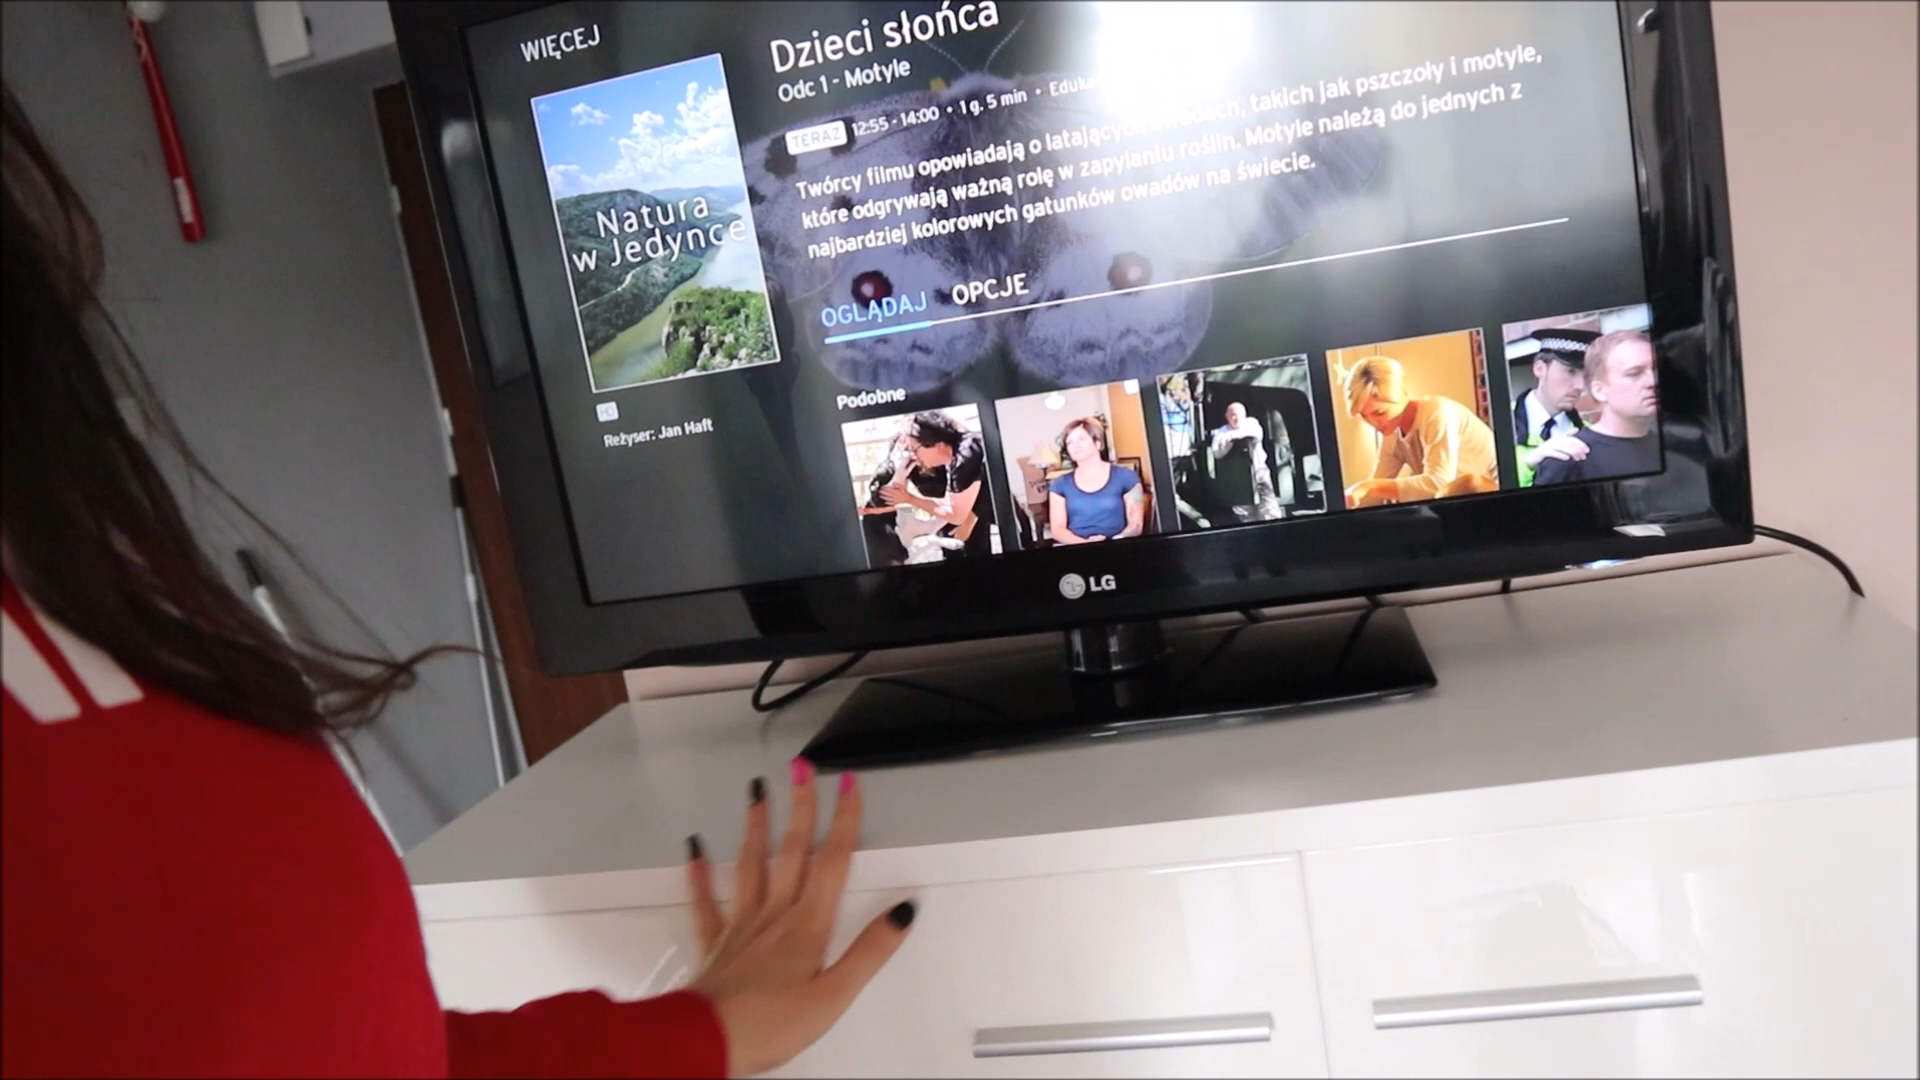 WIĘCEJ
Dzieci słońca
Odc 1 - Motyle
TERAZ 12:55 - 14:00 • 1 g. 5 min •
Twórcy filmu opowiadają o latających owadach, takich jak pszczoły i motyle,
które odgrywają ważną rolę w zapylaniu roślin. Motyle należą do jednych z
najbardziej kolorowych gatunków owadów na świecie.
Natura
w Jedynce
OGLĄDAJ OPCJE
HD
Reżyser: Jan Haft
Podobne
LG